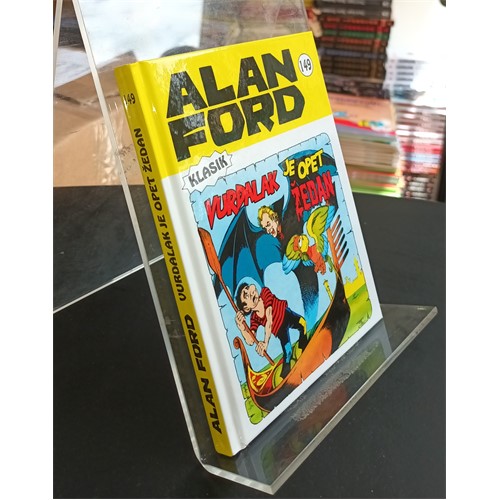 ALAN
FORD
149
KLASIK
VURDALAK
JE OPET
ŽEDAN
149
VURDALAK JE OPET ŽEDAN
ALAN FORD